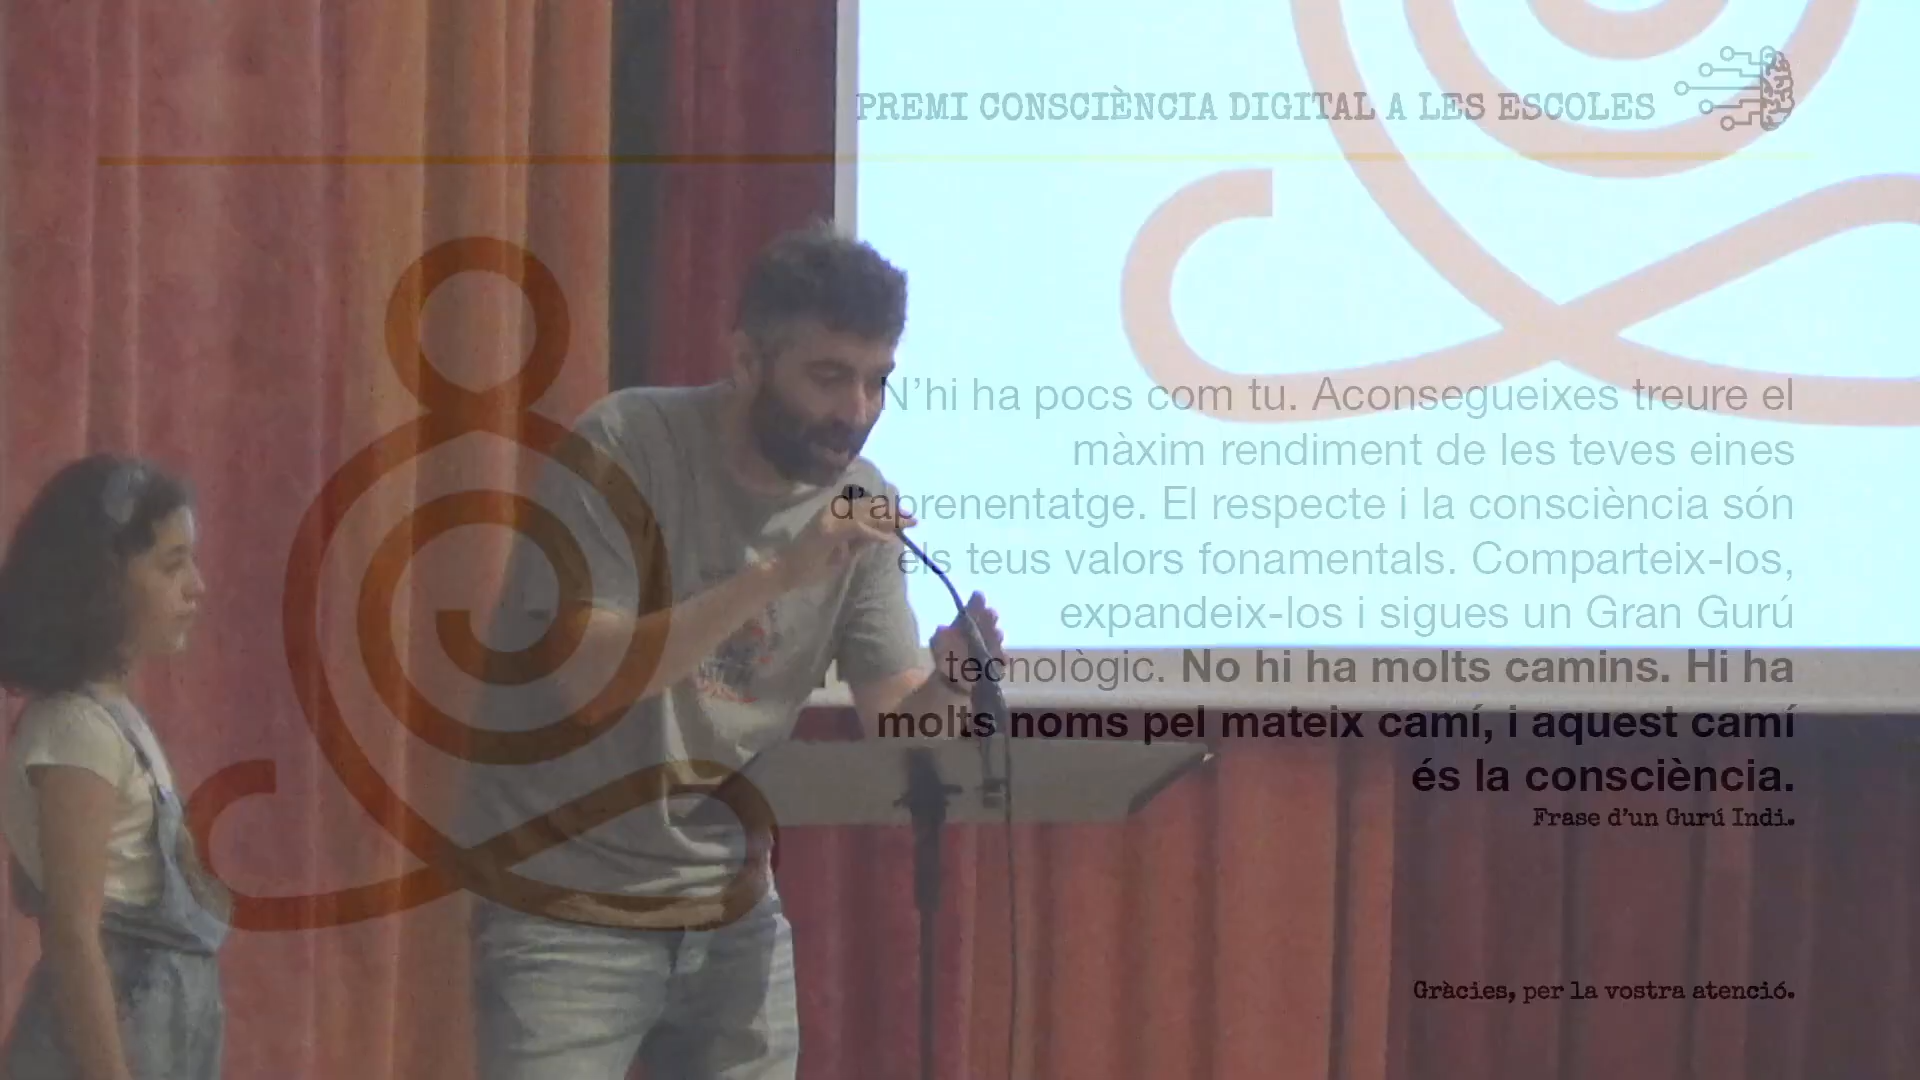 PREMI CONSCIÈNCIA DIGITAL A LES ESCOLES
N’hi ha pocs com tu. Aconsegueixes treure el
màxim rendiment de les teves eines
d’aprenentatge. El respecte i la consciència són
els teus valors fonamentals. Comparteix-los,
expandeix-los i sigues un Gran Gurú
tecnològic. No hi ha molts camins. Hi ha
molts noms pel mateix camí, i aquest camí
és la consciència.
Frase d’un Gurú Indi.
Gràcies, per la vostra atenció.